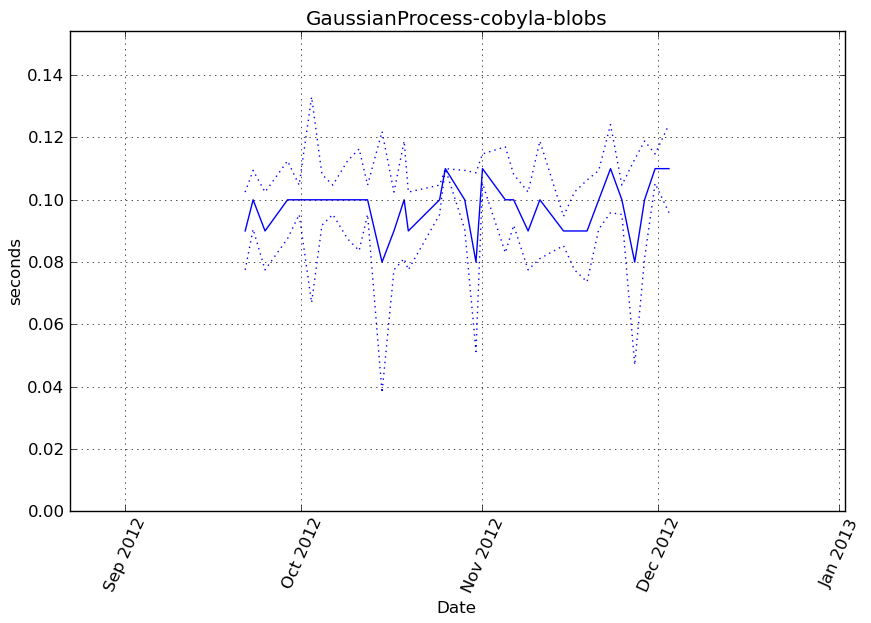 GaussianProcess-cobyla-blobs
0.14
0.12
0.10
0.08
0.06
0.04
0.02
0.00
seconds
Sep 2012
Oct 2012
Nov 2012
Dec 2012
Jan 2013
Date